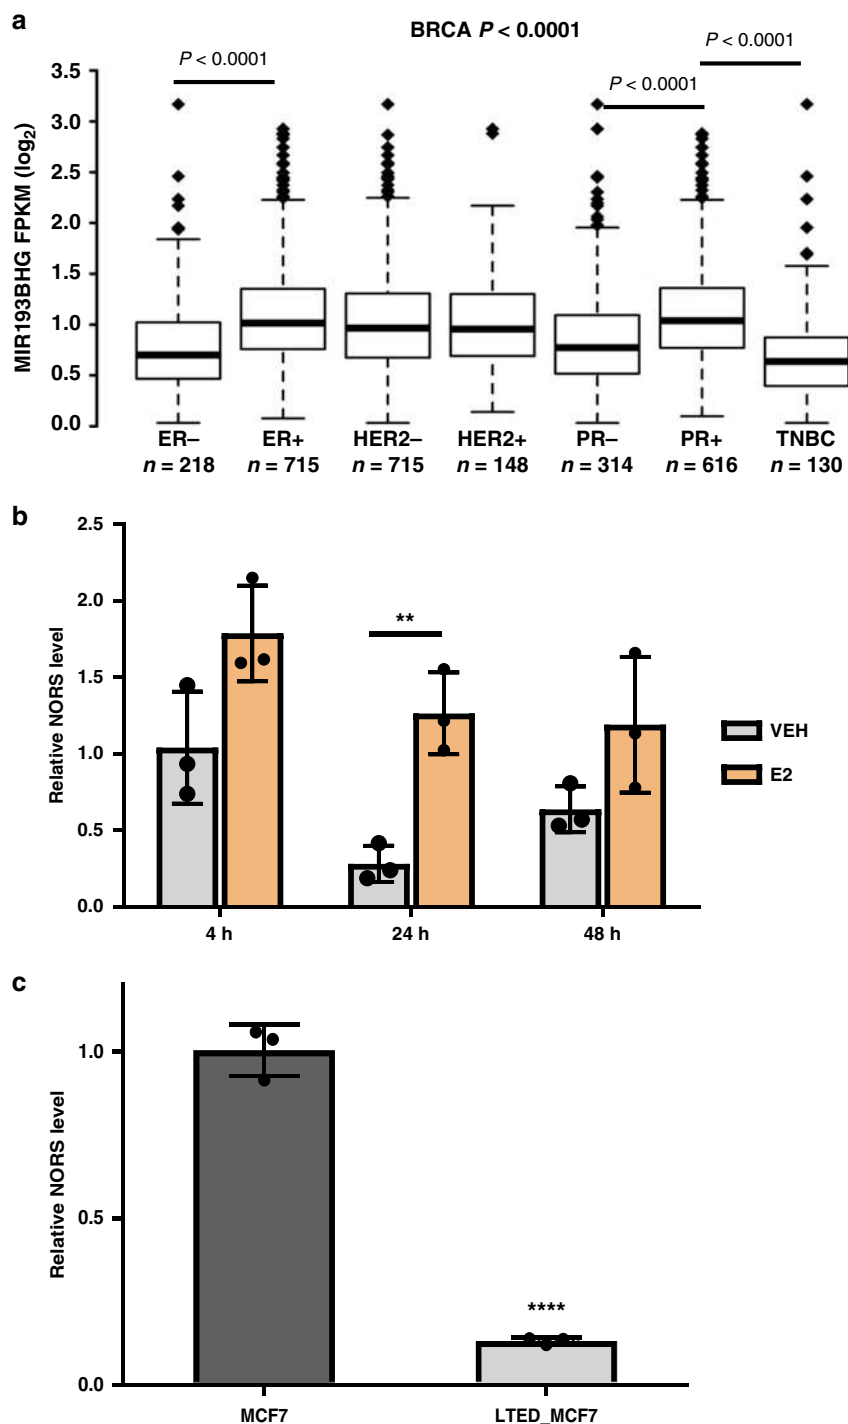 a
BRCA P < 0.0001
P < 0.0001
P < 0.0001
P < 0.0001
MIR193BHG FPKM (log2)
3.5
3.0
2.5
2.0
1.5
1.0
0.5
0.0
ER– ER+ HER2– HER2+ PR– PR+ TNBC
n = 218 n = 715 n = 715 n = 148 n = 314 n = 616 n = 130
b
Relative NORS level
2.5
2.0
1.5
1.0
0.5
0.0
**
VEH
E2
4 h 24 h 48 h
c
Relative NORS level
1.0
0.5
0.0
****
MCF7 LTED_MCF7